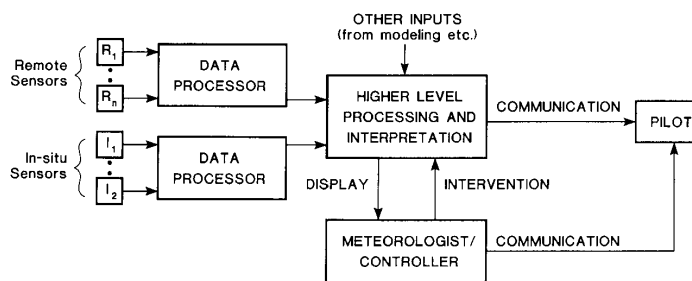 OTHER INPUTS
(from modeling etc.)
Remote
Sensors
R1
Rn
DATA
PROCESSOR
HIGHER LEVEL
PROCESSING AND
INTERPRETATION
COMMUNICATION
PILOT
In-situ
Sensors
I1
I2
DATA
PROCESSOR
DISPLAY
INTERVENTION
METEOROLOGIST/
CONTROLLER
COMMUNICATION